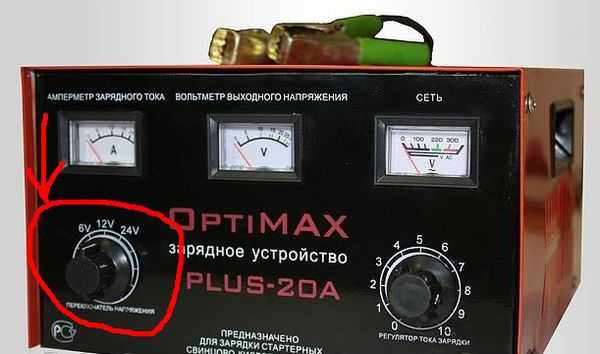 АМПЕРМЕТР ЗАРЯДНОГО ТОКА
ВОЛЬТМЕТР ВЫХОДНОГО НАПРЯЖЕНИЯ
СЕТЬ
A
V
100 220 300
V AC
V
6V 12V 24V
ПЕРЕКЛЮЧАТЕЛЬ НАПРЯЖЕНИЯ
OPTIMAX
зарядное устройство
PLUS-20A
0 1 2 3 4 5 6 7 8 9 10
РЕГУЛЯТОР ТОКА ЗАРЯДКИ
РС
ПРЕДНАЗНАЧЕНО
ДЛЯ ЗАРЯДКИ СТАРТЕРНЫХ